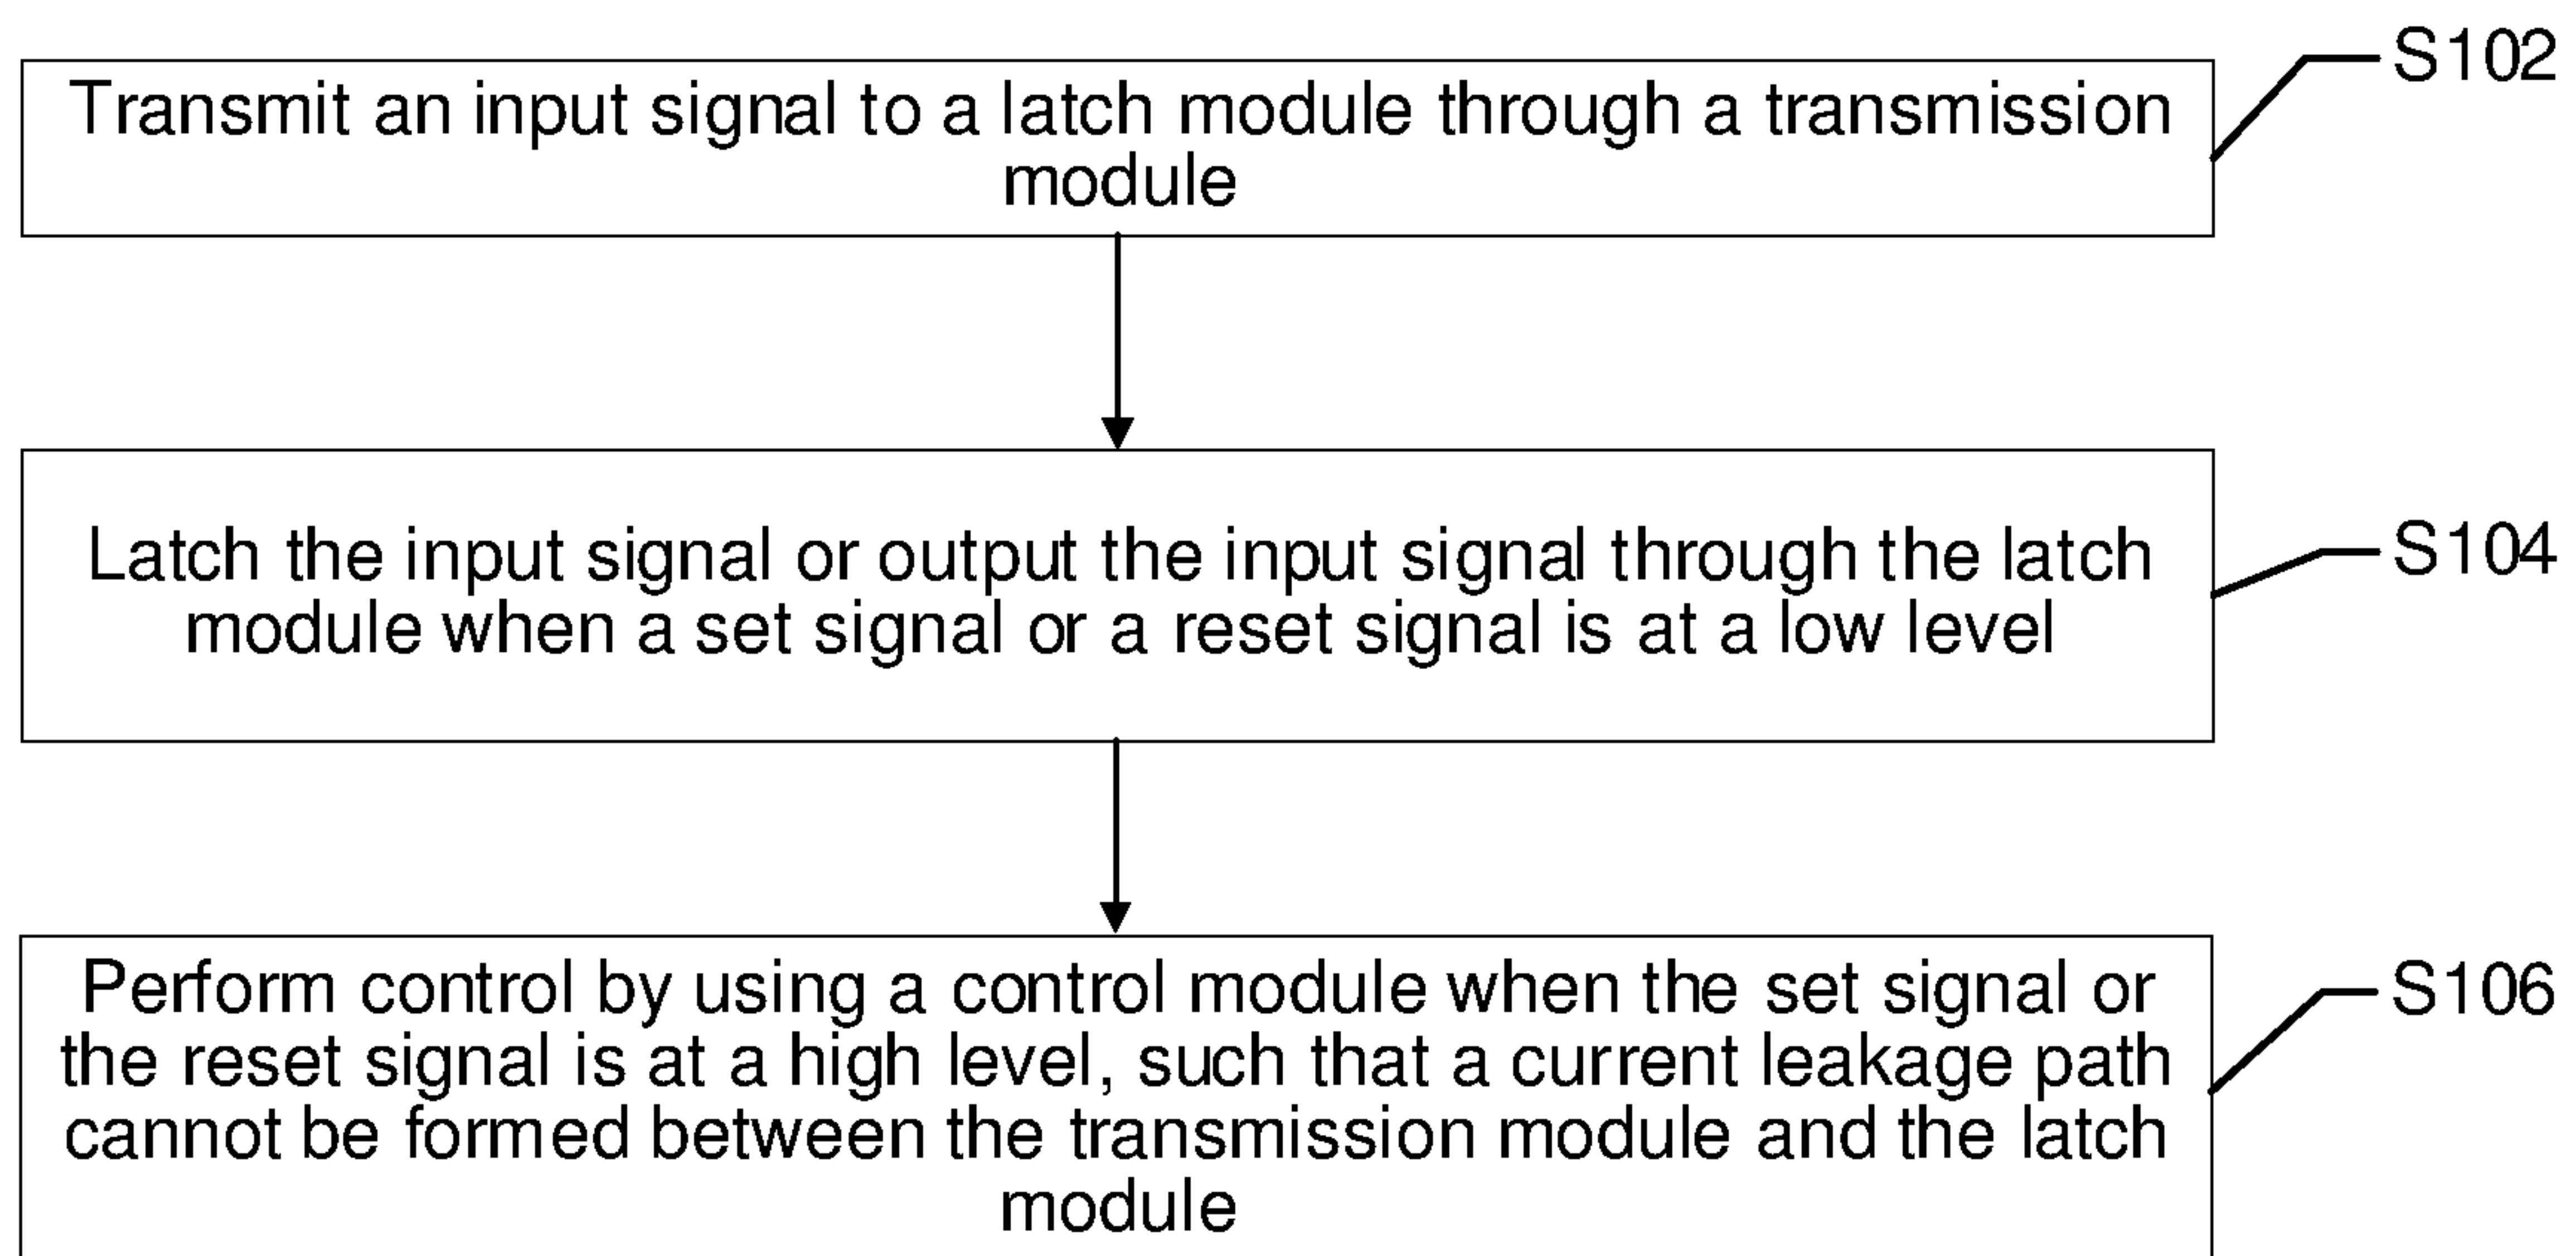 S102
Transmit an input signal to a latch module through a transmission
module
Latch the input signal or output the input signal through the latch
module when a set signal or a reset signal is at a low level
S104
Perform control by using a control module when the set signal or
the reset signal is at a high level, such that a current leakage path
cannot be formed between the transmission module and the latch
module
S106